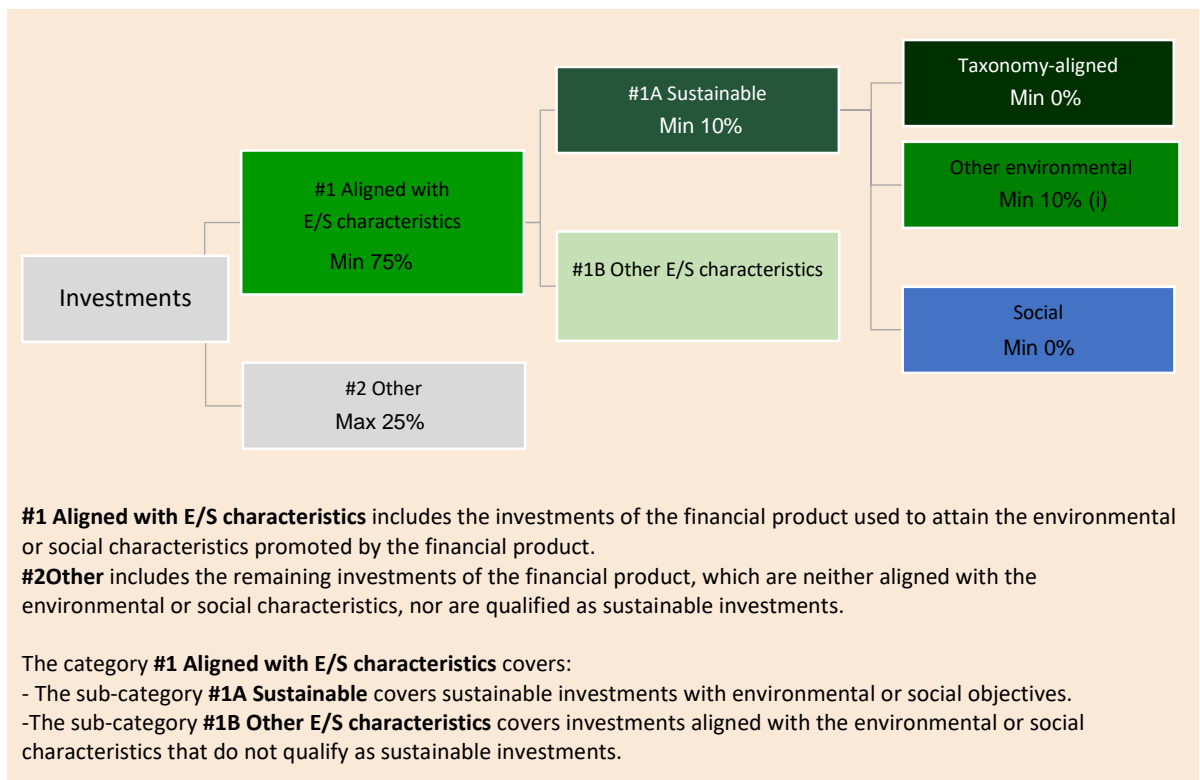 Investments
#1 Aligned with
E/S characteristics
Min 75%
#2 Other
Max 25%
#1A Sustainable
Min 10%
#1B Other E/S characteristics
Taxonomy-aligned
Min 0%
Other environmental
Min 10% (i)
Social
Min 0%
#1 Aligned with E/S characteristics includes the investments of the financial product used to attain the environmental
or social characteristics promoted by the financial product.
#2Other includes the remaining investments of the financial product, which are neither aligned with the
environmental or social characteristics, nor are qualified as sustainable investments.
The category #1 Aligned with E/S characteristics covers:
- The sub-category #1A Sustainable covers sustainable investments with environmental or social objectives.
-The sub-category #1B Other E/S characteristics covers investments aligned with the environmental or social
characteristics that do not qualify as sustainable investments.